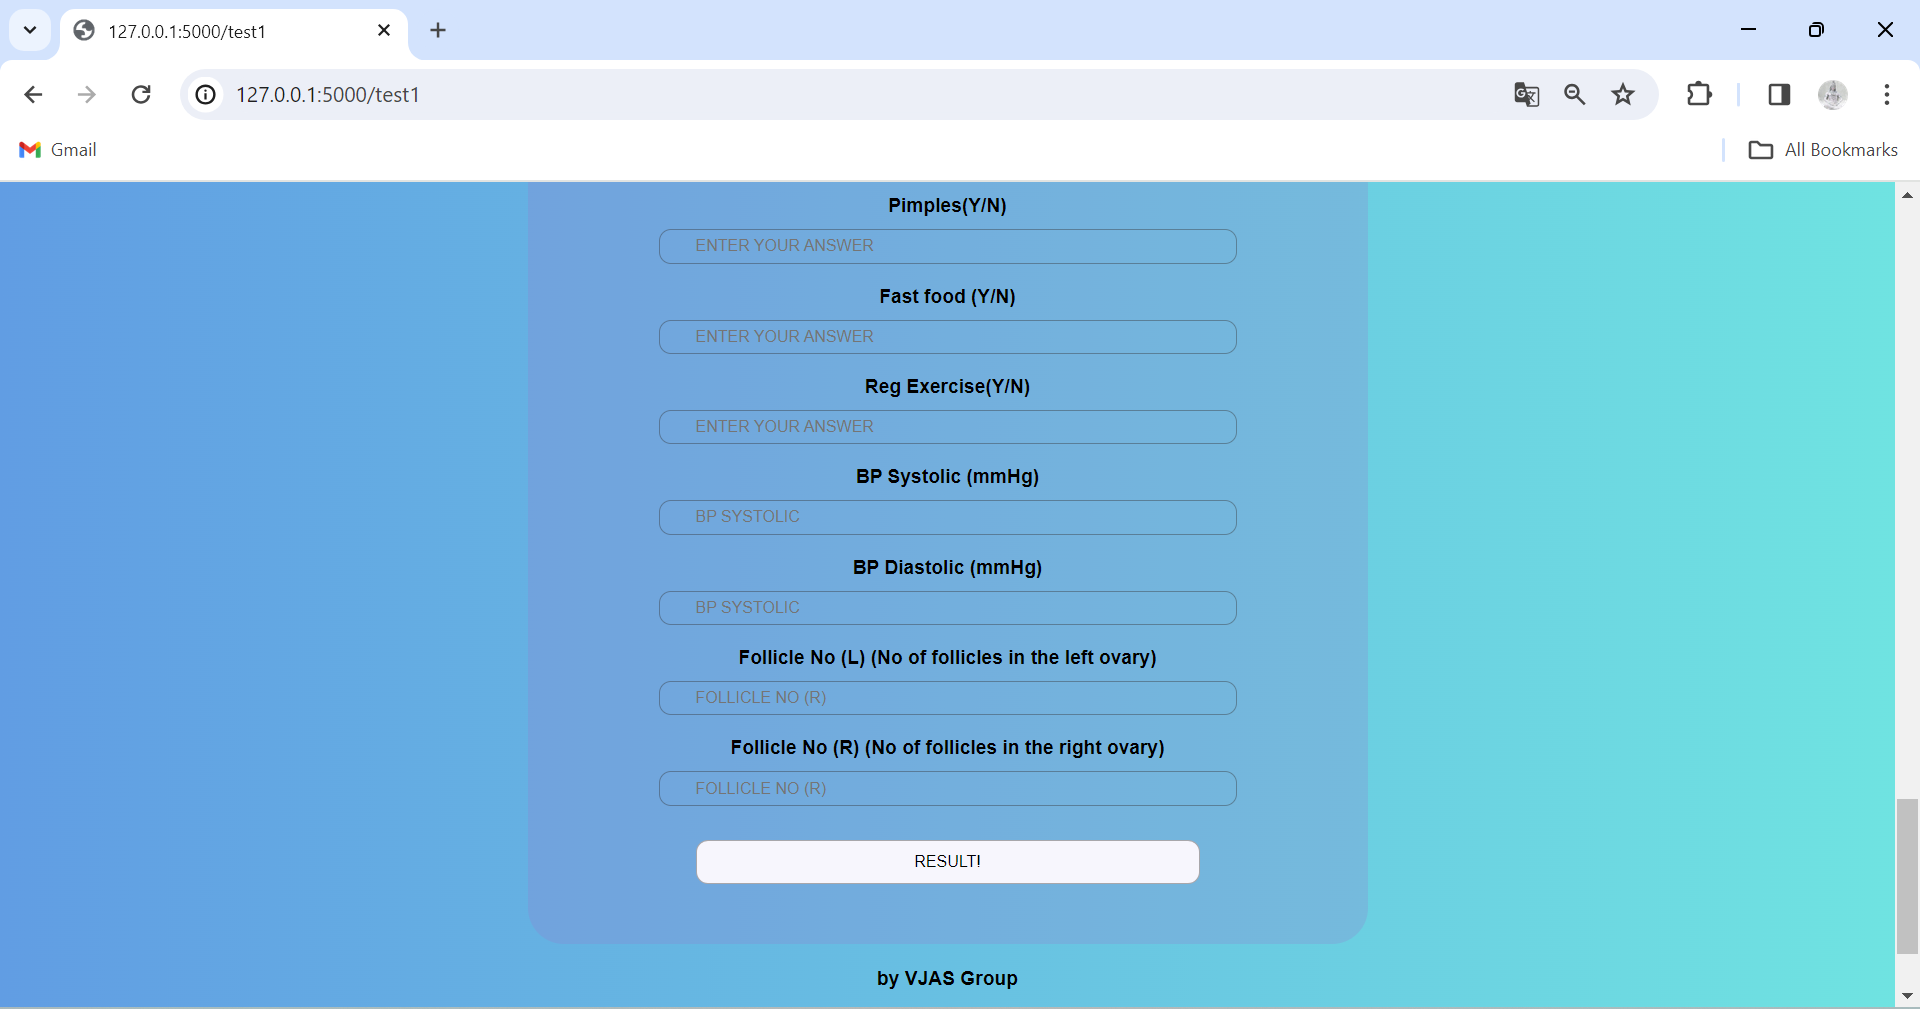 127.0.0.1:5000/test1
127.0.0.1:5000/test1
Gmail
All Bookmarks
Pimples(Y/N)
ENTER YOUR ANSWER
Fast food (Y/N)
ENTER YOUR ANSWER
Reg Exercise(Y/N)
ENTER YOUR ANSWER
BP Systolic (mmHg)
BP SYSTOLIC
BP Diastolic (mmHg)
BP SYSTOLIC
Follicle No (L) (No of follicles in the left ovary)
FOLLICLE NO (R)
Follicle No (R) (No of follicles in the right ovary)
FOLLICLE NO (R)
RESULT!
by VJAS Group